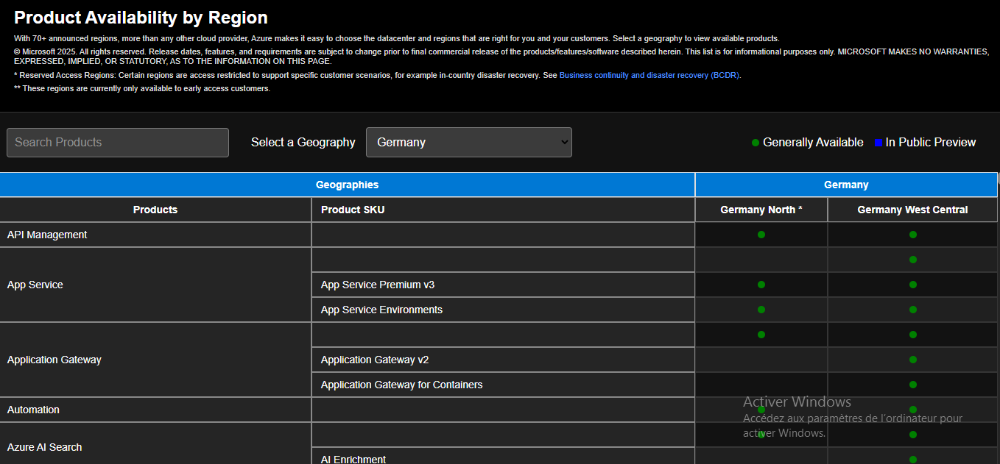 Product Availability by Region
With 70+ announced regions, more than any other cloud provider, Azure makes it easy to choose the datacenter and regions that are right for you and your customers. Select a geography to view available products.
© Microsoft 2025. All rights reserved. Release dates, features, and requirements are subject to change prior to final commercial release of the products/features/software described herein. This list is for informational purposes only. MICROSOFT MAKES NO WARRANTIES,
EXPRESSED, IMPLIED, OR STATUTORY, AS TO THE INFORMATION ON THIS PAGE.
* Reserved Access Regions: Certain regions are access restricted to support specific customer scenarios, for example in-country disaster recovery. See Business continuity and disaster recovery (BCDR).
** These regions are currently only available to early access customers.
Search Products Select a Geography Germany Generally Available In Public Preview
Geographies Germany
Products Product SKU Germany North * Germany West Central
API Management
App Service
App Service Premium v3
App Service Environments
Application Gateway
Application Gateway v2
Application Gateway for Containers
Automation
Azure AI Search
AI Enrichment
Activer Windows
Accédez aux paramètres de l'ordinateur pour
activer Windows.